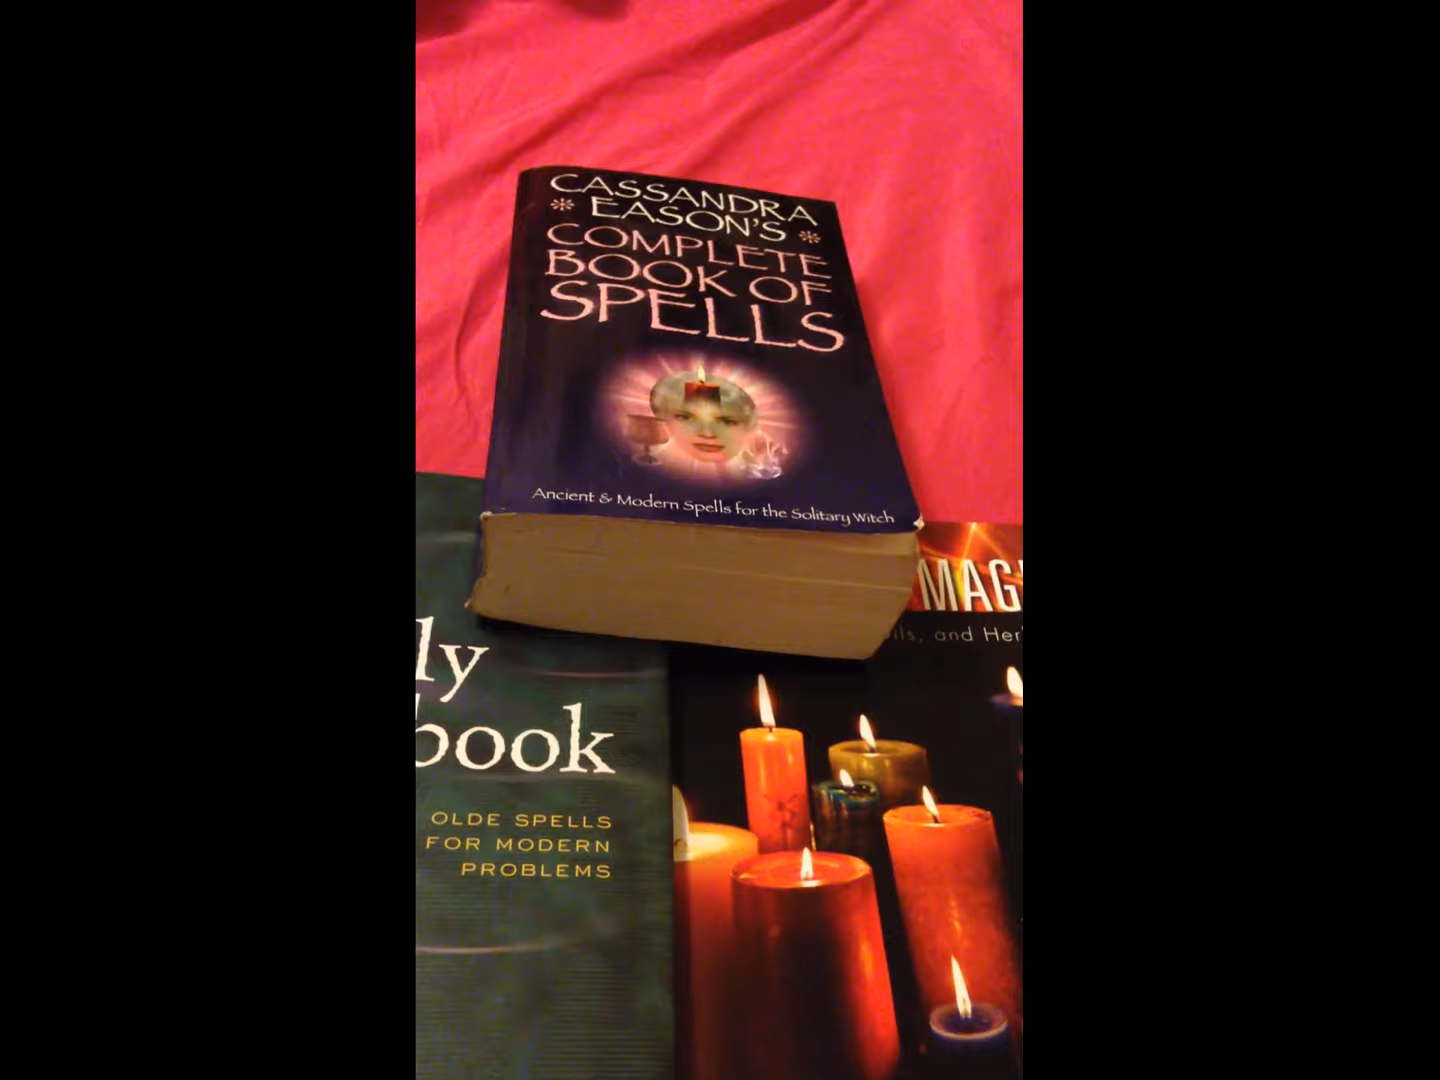 CASSANDRA
EASON'S
COMPLETE
BOOK OF
SPELLS
Ancient & Modern Spells for the Solitary Witch
ly
book
OLDE SPELLS
FOR MODERN
PROBLEMS
MAG
ils, and Her